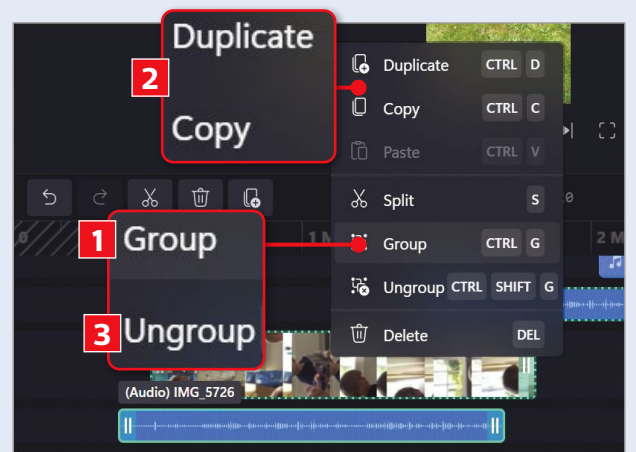 Duplicate
2
Copy
Duplicate CTRL D
Copy CTRL C
Paste CTRL V
Split S
1
Group
Group CTRL G
3
Ungroup
Ungroup CTRL SHIFT G
Delete DEL
1 M
2 M
(Audio) IMG_5726